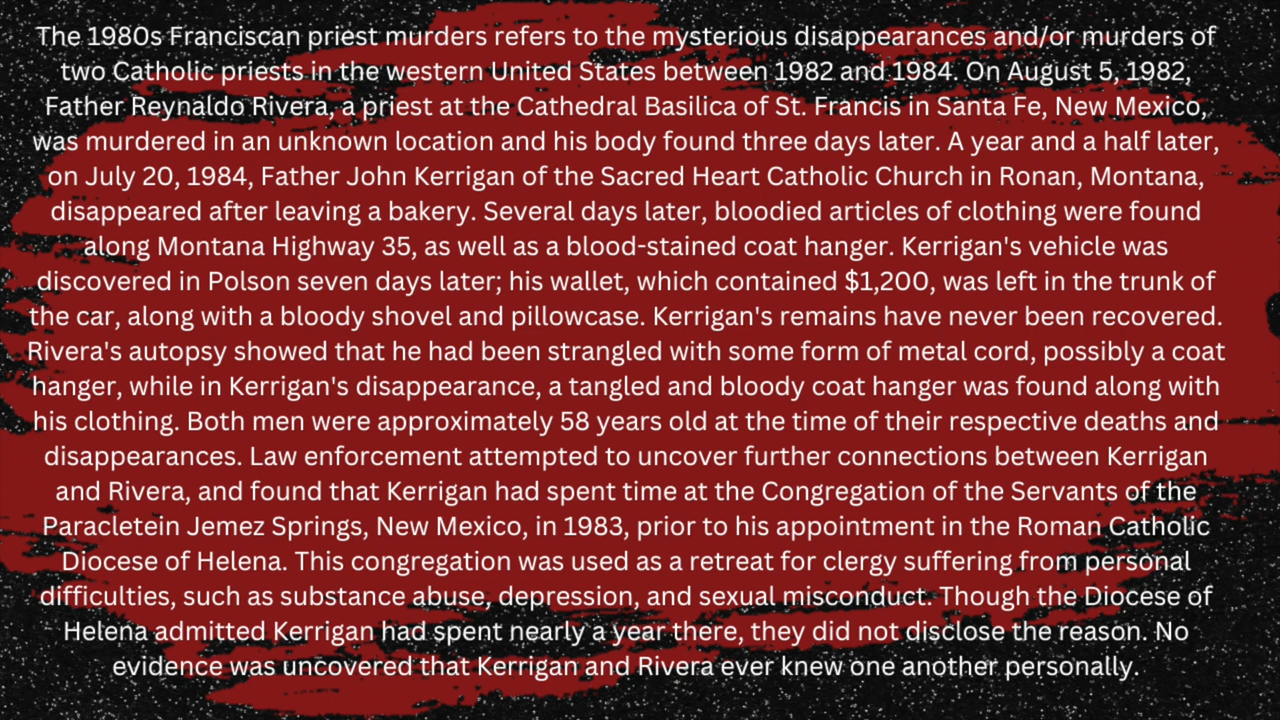 The 1980s Franciscan priest murders refers to the mysterious disappearances and/or murders of
two Catholic priests in the western United States between 1982 and 1984. On August 5, 1982,
Father Reynaldo Rivera, a priest at the Cathedral Basilica of St. Francis in Santa Fe, New Mexico,
was murdered in an unknown location and his body found three days later. A year and a half later,
on July 20, 1984, Father John Kerrigan of the Sacred Heart Catholic Church in Ronan, Montana,
disappeared after leaving a bakery. Several days later, bloodied articles of clothing were found
along Montana Highway 35, as well as a blood-stained coat hanger. Kerrigan's vehicle was
discovered in Polson seven days later; his wallet, which contained $1,200, was left in the trunk of
the car, along with a bloody shovel and pillowcase. Kerrigan's remains have never been recovered.
Rivera's autopsy showed that he had been strangled with some form of metal cord, possibly a coat
hanger, while in Kerrigan's disappearance, a tangled and bloody coat hanger was found along with
his clothing. Both men were approximately 58 years old at the time of their respective deaths and
disappearances. Law enforcement attempted to uncover further connections between Kerrigan
and Rivera, and found that Kerrigan had spent time at the Congregation of the Servants of the
Paracletein Jemez Springs, New Mexico, in 1983, prior to his appointment in the Roman Catholic
Diocese of Helena. This congregation was used as a retreat for clergy suffering from personal
difficulties, such as substance abuse, depression, and sexual misconduct. Though the Diocese of
Helena admitted Kerrigan had spent nearly a year there, they did not disclose the reason. No
evidence was uncovered that Kerrigan and Rivera ever knew one another personally.